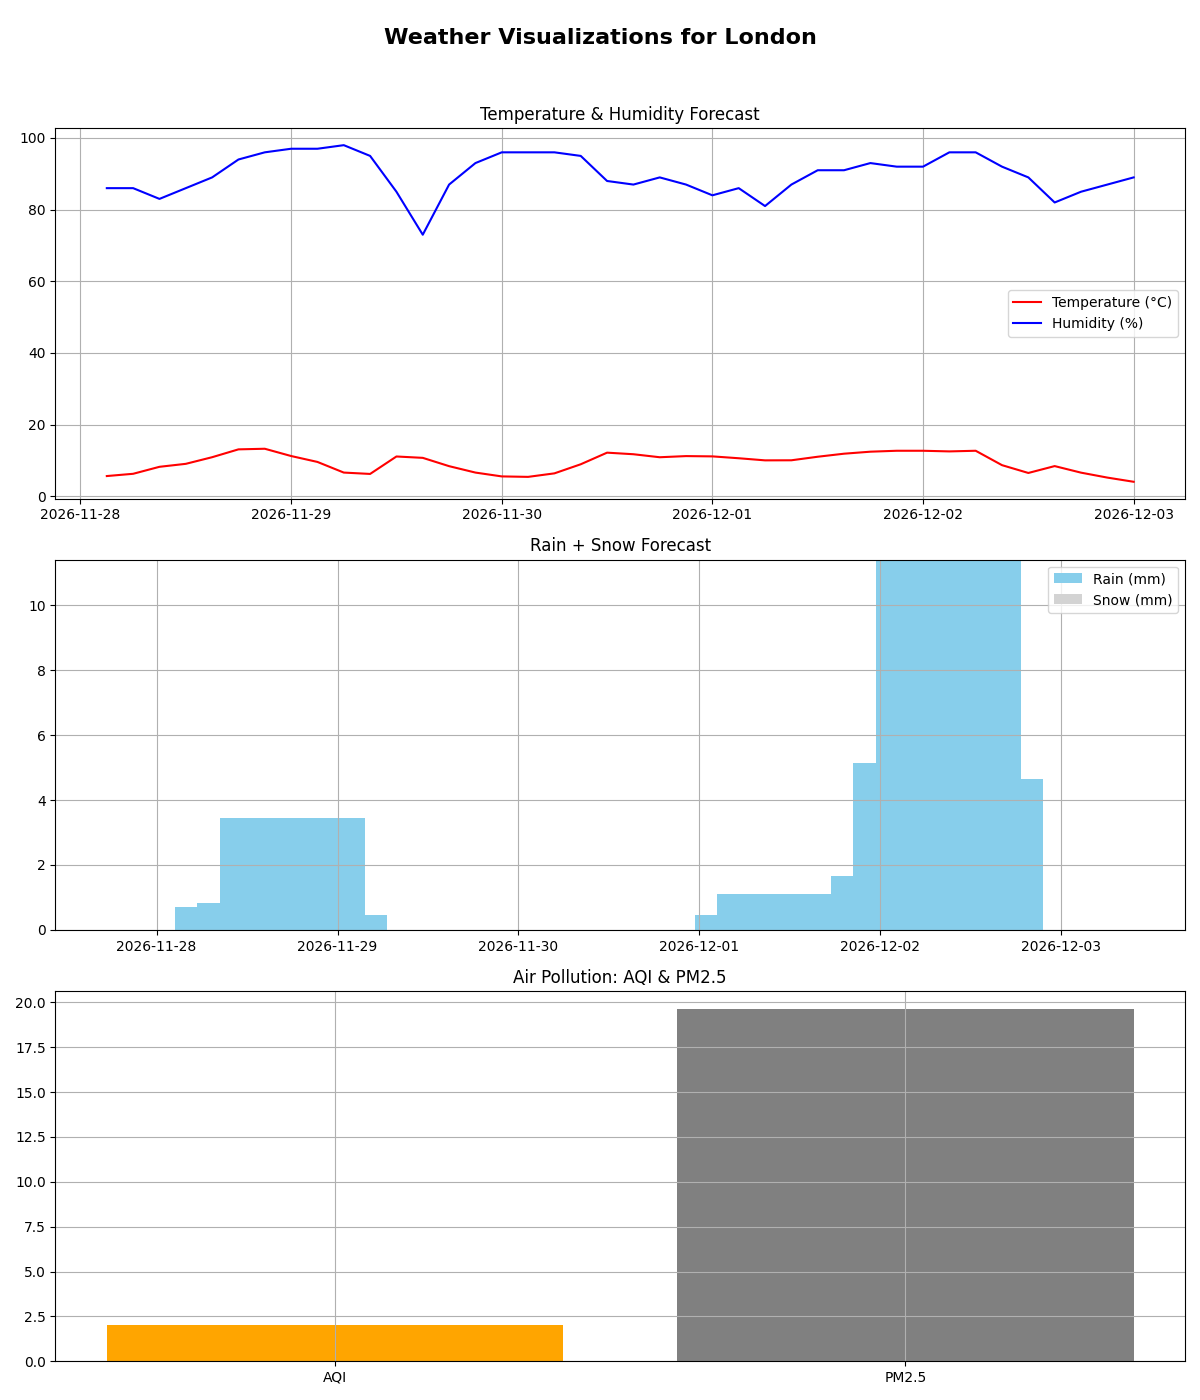 Weather Visualizations for London
Temperature & Humidity Forecast
100
80
60
40
20
0
Temperature (°C)
Humidity (%)
2026-11-28 2026-11-29 2026-11-30 2026-12-01 2026-12-02 2026-12-03
Rain + Snow Forecast
10
8
6
4
2
0
Rain (mm)
Snow (mm)
2026-11-28 2026-11-29 2026-11-30 2026-12-01 2026-12-02 2026-12-03
Air Pollution: AQI & PM2.5
20.0
17.5
15.0
12.5
10.0
7.5
5.0
2.5
0.0
AQI PM2.5